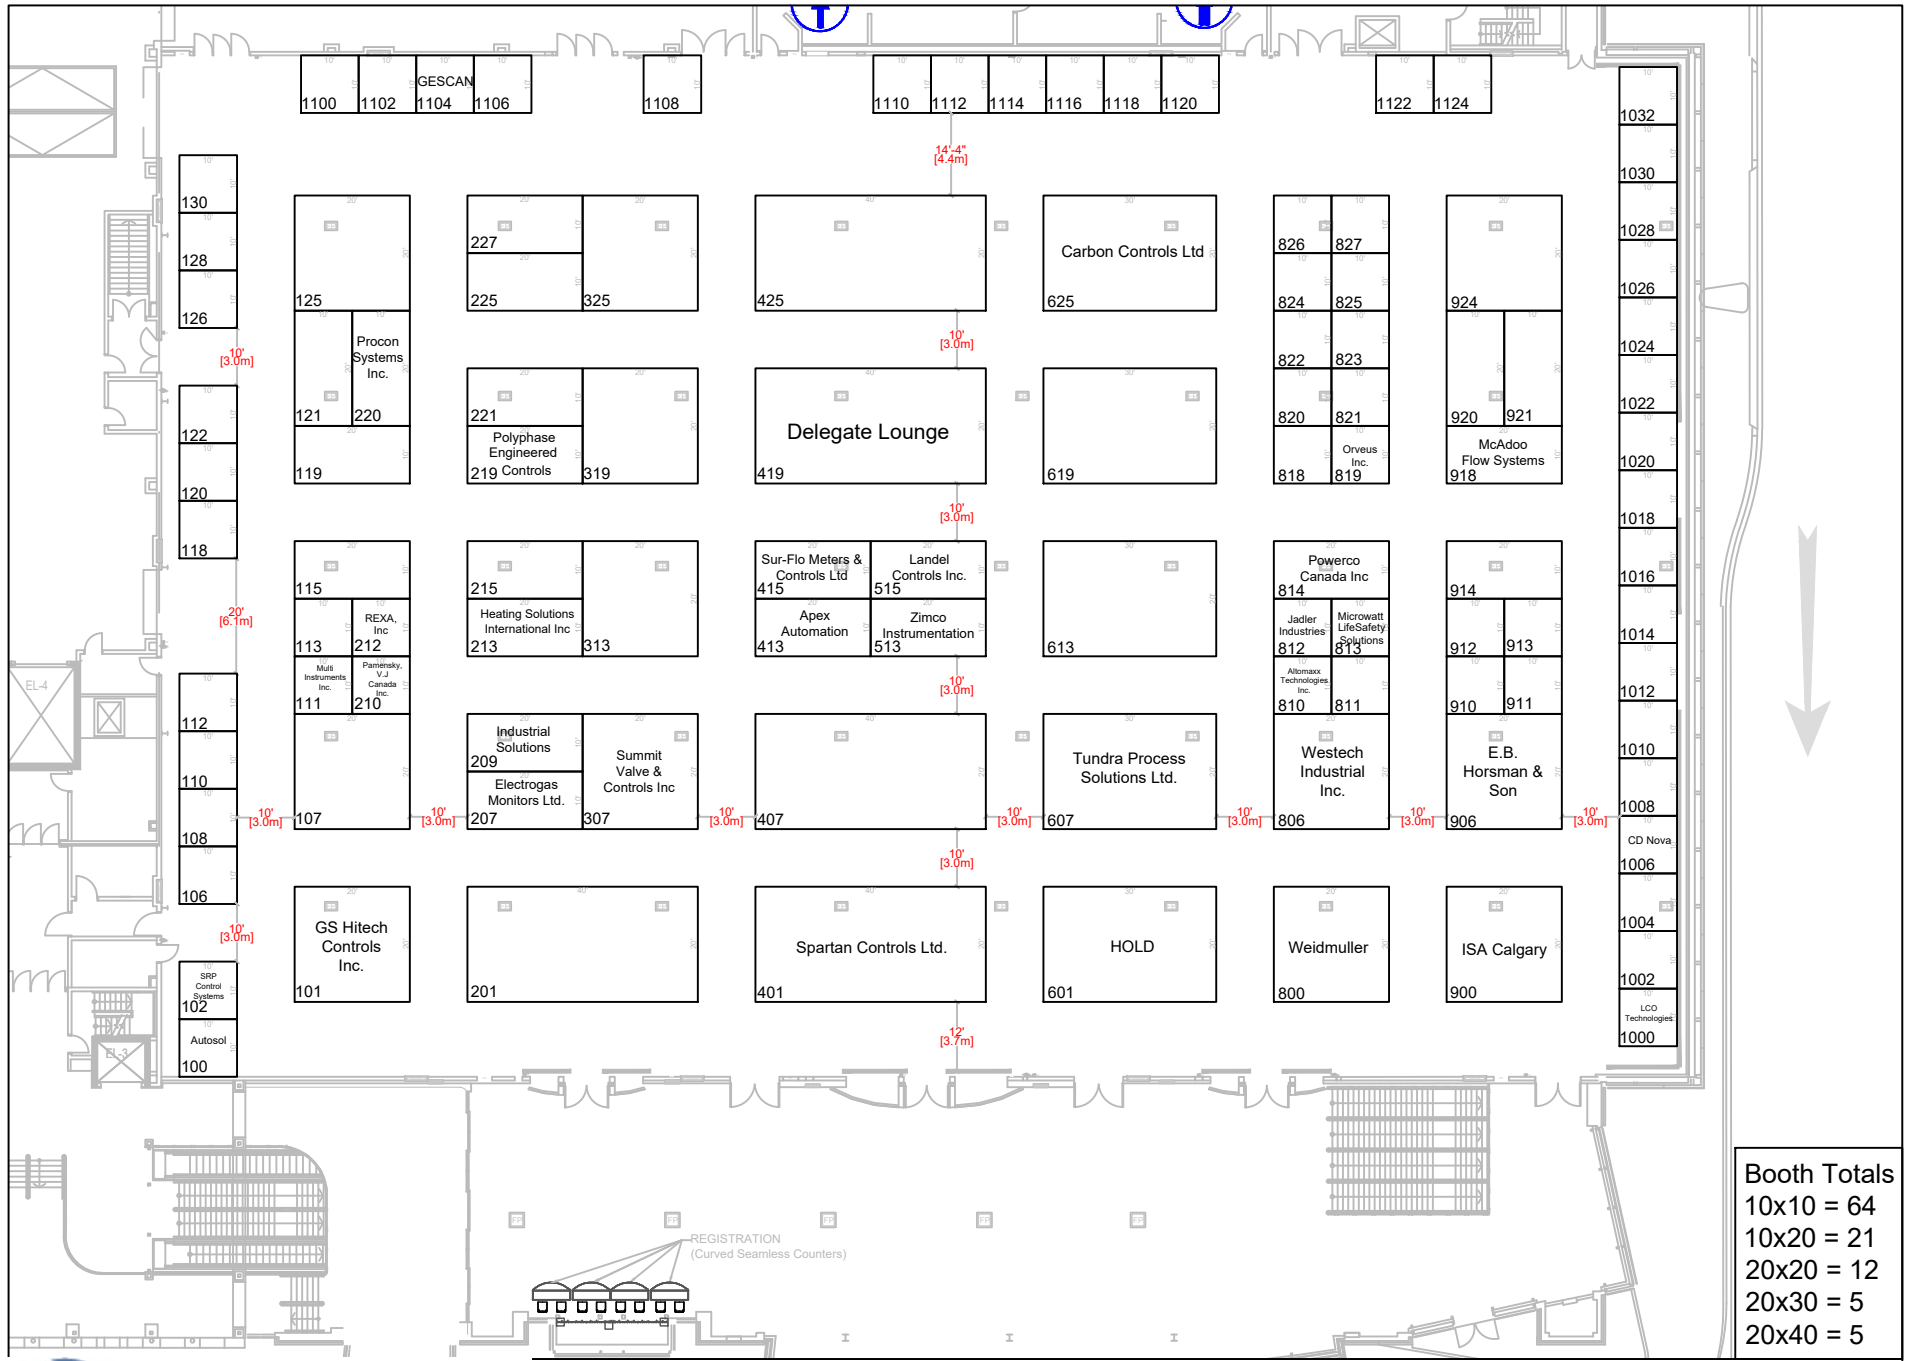 GESCAN
1100
1102
1104
1106
1108
1110
1112
1114
1116
1118
1120
1122
1124
14'-4"
[4.4m]
130
128
126
10'
[3.0m]
122
120
118
20'
[6.1m]
112
110
108
106
10'
[3.0m]
SRP
Control
Systems
102
Autosol
100
125
121
Procon
Systems
Inc.
220
119
115
113
REXA,
Inc
212
Multi
Instruments
Inc.
111
Pamensky,
V.J
Canada
Inc.
210
107
GS Hitech
Controls
Inc.
101
227
225
325
221
Polyphase
Engineered
Controls
219
319
215
Heating Solutions
International Inc
213
313
Industrial
Solutions
209
Electrogas
Monitors Ltd.
207
Summit
Valve &
Controls Inc
307
201
425
10'
[3.0m]
Delegate Lounge
419
10'
[3.0m]
Sur-Flo Meters &
Controls Ltd
415
Landel
Controls Inc.
515
Apex
Automation
413
Zimco
Instrumentation
513
10'
[3.0m]
407
10'
[3.0m]
Spartan Controls Ltd.
401
12'
[3.7m]
Carbon Controls Ltd
625
619
613
Tundra Process
Solutions Ltd.
607
HOLD
601
826
827
824
825
822
823
820
821
818
Orveus
Inc.
819
Powerco
Canada Inc
814
Jadler
Industries
812
Microwatt
LifeSafety
Solutions
813
Altomaxx
Technologies
Inc.
810
811
Westech
Industrial
Inc.
806
Weidmuller
800
924
920
921
McAdoo
Flow Systems
918
914
912
913
910
911
E.B.
Horsman &
Son
906
ISA Calgary
900
10'
[3.0m]
10'
[3.0m]
10'
[3.0m]
10'
[3.0m]
10'
[3.0m]
10'
[3.0m]
10'
[3.0m]
1032
1030
1028
1026
1024
1022
1020
1018
1016
1014
1012
1010
1008
CD Nova
1006
1004
1002
LCO
Technologies
1000
EL-4
EL-3
FP
FP
FP
FP
FP
REGISTRATION
(Curved Seamless Counters)
Booth Totals
10x10 = 64
10x20 = 21
20x20 = 12
20x30 = 5
20x40 = 5